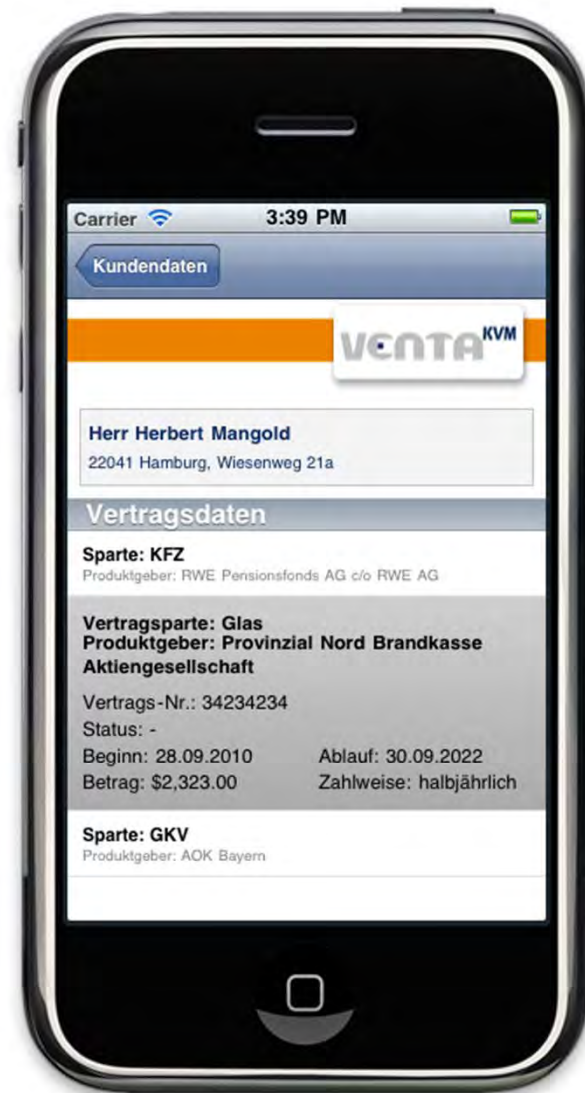 Carrier 3:39 PM
Kundendaten
VENTA KVM
Herr Herbert Mangold
22041 Hamburg, Wiesenweg 21a
Vertragsdaten
Sparte: KFZ
Produktgeber: RWE Pensionsfonds AG c/o RWE AG
Vertragsparte: Glas
Produktgeber: Provinzial Nord Brandkasse
Aktiengesellschaft
Vertrags-Nr.: 34234234
Status: -
Beginn: 28.09.2010 Ablauf: 30.09.2022
Betrag: $2,323.00 Zahlweise: halbjährlich
Sparte: GKV
Produktgeber: AOK Bayern